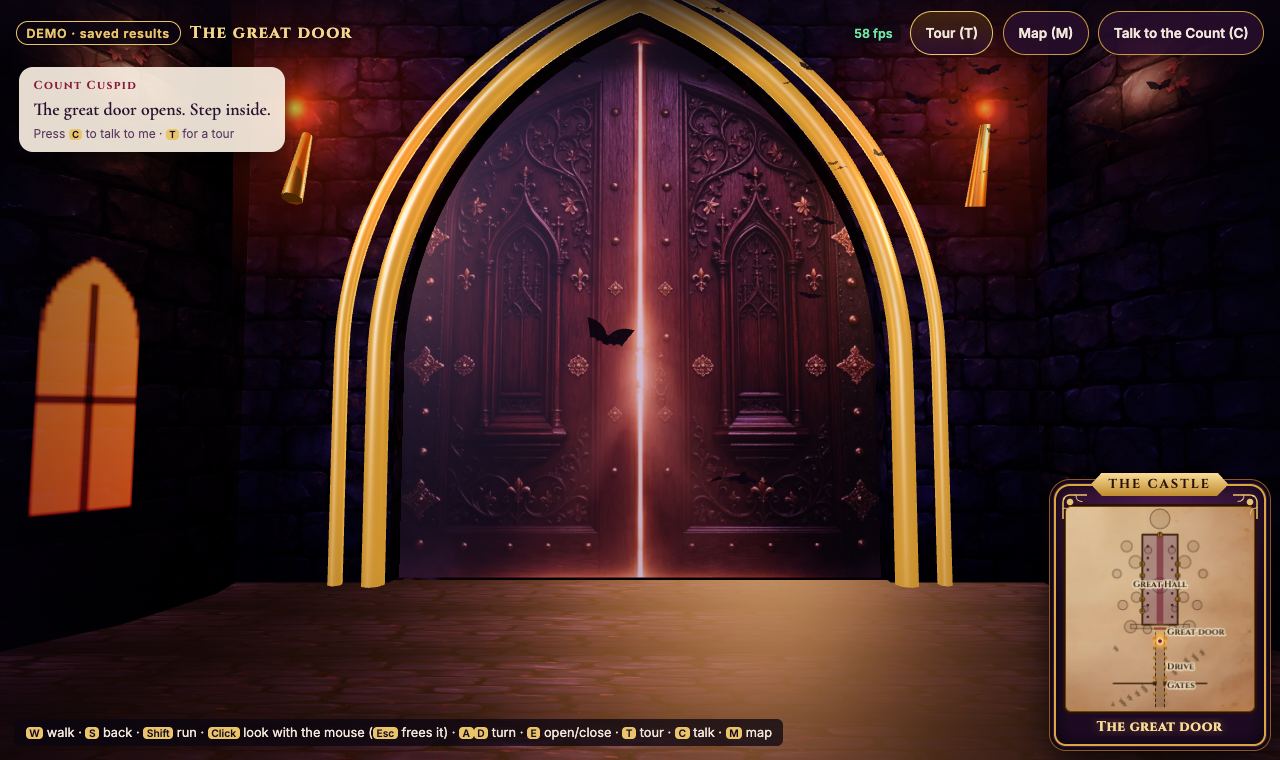 DEMO · saved results
THE GREAT DOOR
58 fps
Tour (T)
Map (M)
Talk to the Count (C)
COUNT CUSPID
The great door opens. Step inside.
Press C to talk to me · T for a tour
THE CASTLE
GREAT HALL
GREAT DOOR
DRIVE
GATES
THE GREAT DOOR
W walk · S back · Shift run · Click look with the mouse (Esc frees it) · A D turn · E open/close · T tour · C talk · M map